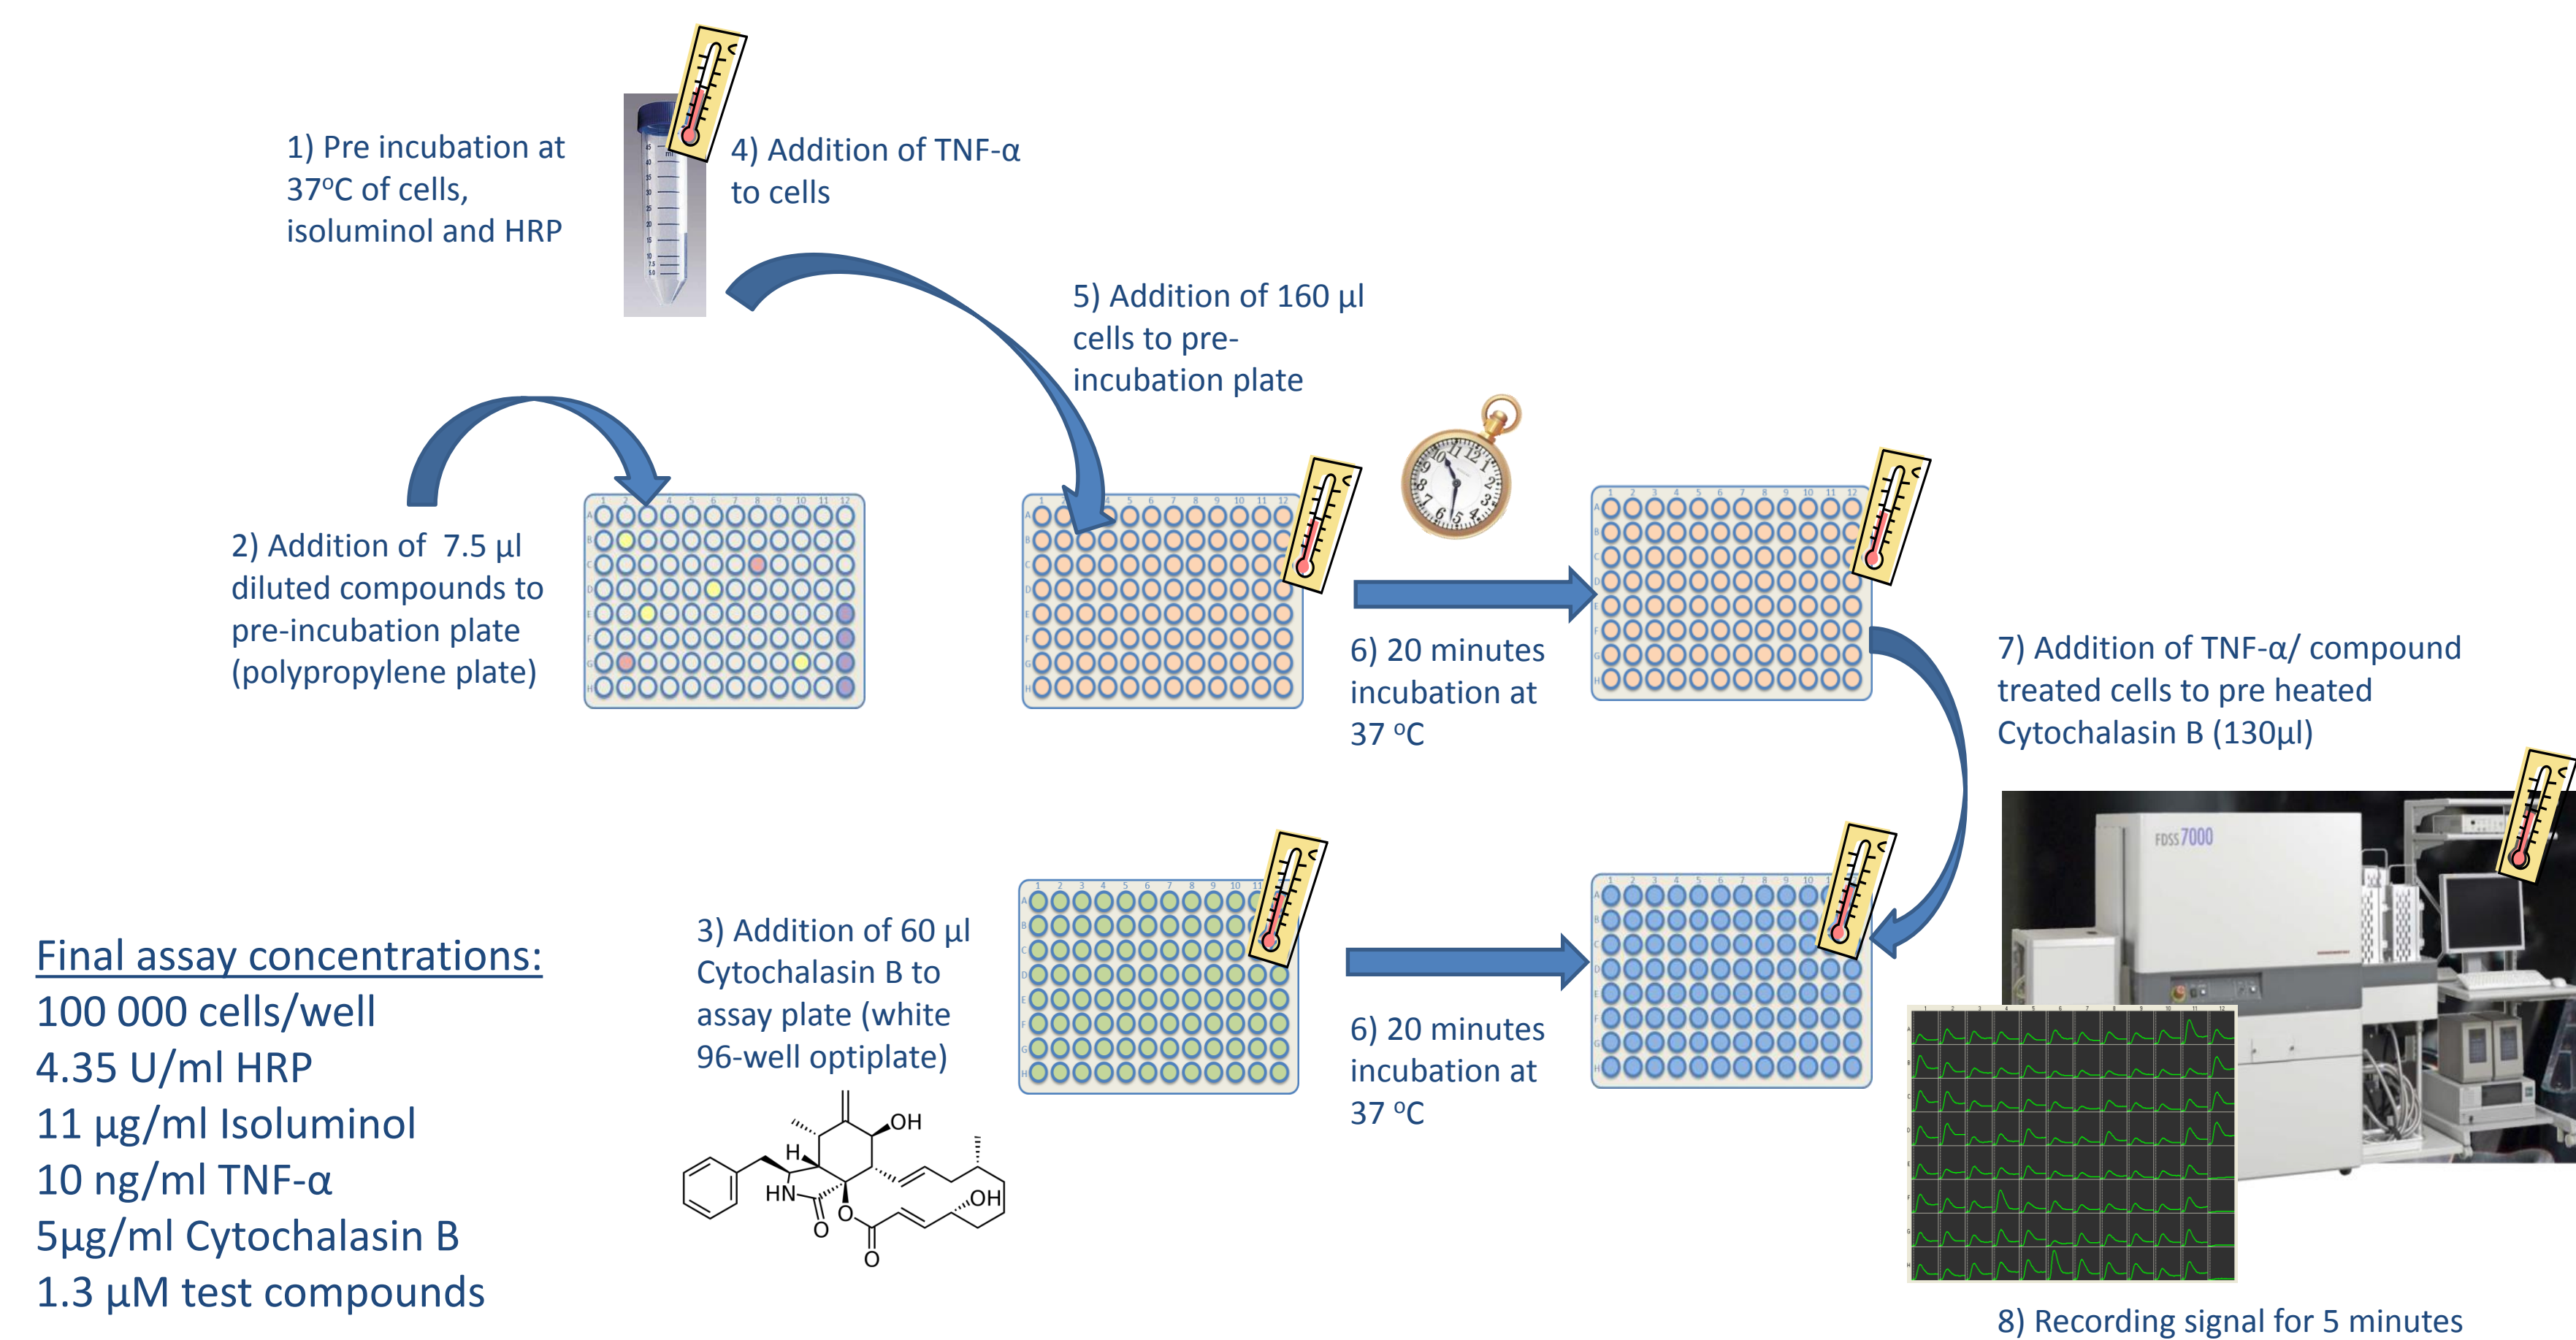 1) Pre incubation at
37°C of cells,
isoluminol and HRP
4) Addition of TNF-α
to cells
5) Addition of 160 µl
cells to pre-
incubation plate
2) Addition of 7.5 µl
diluted compounds to
pre-incubation plate
(polypropylene plate)
6) 20 minutes
incubation at
37 °C
7) Addition of TNF-α/ compound
treated cells to pre heated
Cytochalasin B (130µl)
FDSS 7000
3) Addition of 60 µl
Cytochalasin B to
assay plate (white
96-well optiplate)
6) 20 minutes
incubation at
37 °C
Final assay concentrations:
100 000 cells/well
4.35 U/ml HRP
11 µg/ml Isoluminol
10 ng/ml TNF-α
5µg/ml Cytochalasin B
1.3 µM test compounds
OH
H
HN
O
O
O
OH
8) Recording signal for 5 minutes